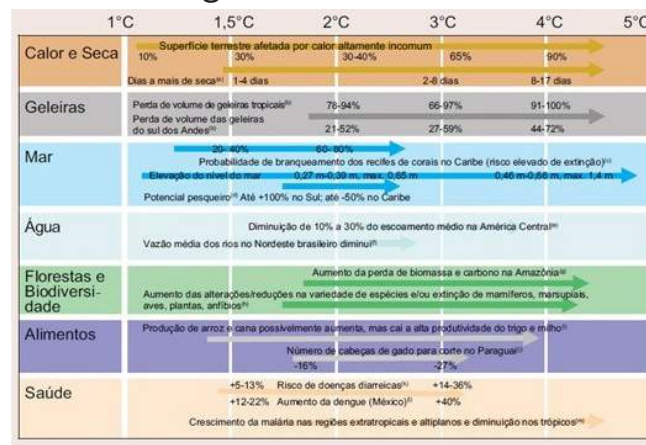 1°C 1,5°C 2°C 3°C 4°C 5°C
Calor e Seca
Superfície terrestre afetada por calor altamente incomum
10% 30% 30-40% 65% 90%
Dias a mais de seca(a) 1-4 dias 2-8 dias 8-17 dias
Geleiras
Perda de volume de geleiras tropicais(b) 78-94% 66-97% 91-100%
Perda de volume das geleiras
do sul dos Andes(b) 21-52% 27-59% 44-72%
Mar
20- 40% 60- 80%
Probabilidade de branqueamento dos recifes de corais no Caribe (risco elevado de extinção)(c)
Elevação do nível do mar 0,27 m-0,39 m, max. 0,65 m 0,46 m-0,66 m, max. 1,4 m
Potencial pesqueiro(d) Até +100% no Sul; até -50% no Caribe
Água
Diminuição de 10% a 30% do escoamento médio na América Central(e)
Vazão média dos rios no Nordeste brasileiro diminui(f)
Florestas e
Biodiversi-
dade
Aumento da perda de biomassa e carbono na Amazônia(g)
Aumento das alterações/reduções na variedade de espécies e/ou extinção de mamíferos, marsupiais,
aves, plantas, anfíbios(h)
Alimentos
Produção de arroz e cana possivelmente aumenta, mas cai a alta produtividade do trigo e milho(i)
Número de cabeças de gado para corte no Paraguai(j)
-16% -27%
Saúde
+5-13% Risco de doenças diarreicas(k) +14-36%
+12-22% Aumento da dengue (México)(l) +40%
Crescimento da malária nas regiões extratropicais e altiplanos e diminuição nos trópicos(m)